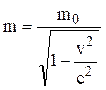 m = m₀ / √(1 − v²/c²)